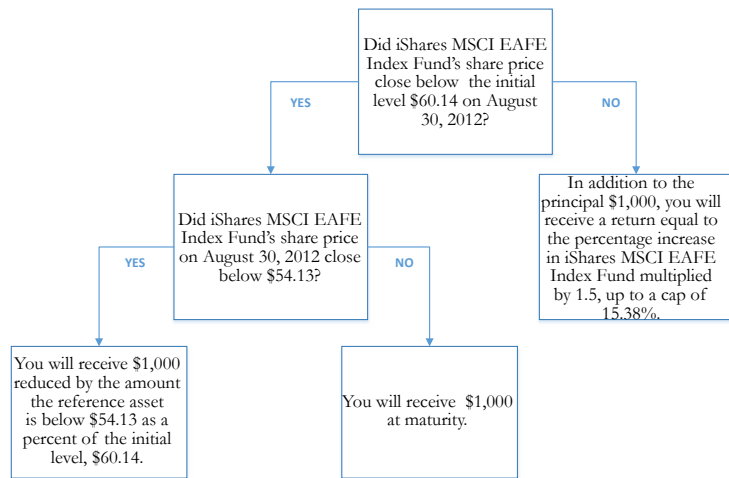 Did iShares MSCI EAFE
Index Fund's share price
close below the initial
level $60.14 on August
30, 2012?
YES
NO
Did iShares MSCI EAFE
Index Fund's share price
on August 30, 2012 close
below $54.13?
In addition to the
principal $1,000, you will
receive a return equal to
the percentage increase
in iShares MSCI EAFE
Index Fund multiplied
by 1.5, up to a cap of
15.38%.
YES
NO
You will receive $1,000
reduced by the amount
the reference asset
is below $54.13 as a
percent of the initial
level, $60.14.
You will receive $1,000
at maturity.